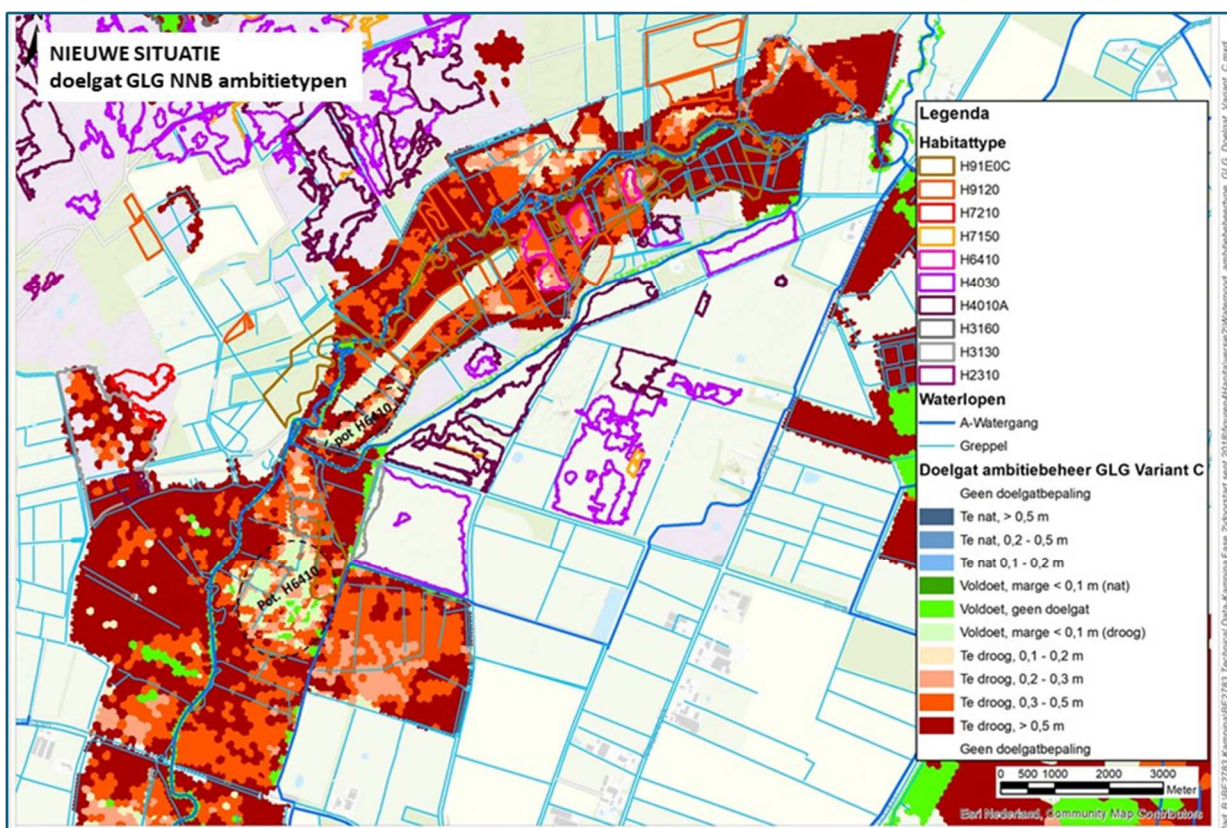 NIEUWE SITUATIE
doelgat GLG NNB ambitietypen
Legenda
Habitattype
H91E0C
H9120
H7210
H7150
H6410
H4030
H4010A
H3160
H3130
H2310
Waterlopen
A-Watergang
Greppel
Doelgat ambitiebeheer GLG Variant C
Geen doelgatbepaling
Te nat, > 0,5 m
Te nat, 0,2 - 0,5 m
Te nat 0,1 - 0,2 m
Voldoet, marge < 0,1 m (nat)
Voldoet, geen doelgat
Voldoet, marge < 0,1 m (droog)
Te droog, 0,1 - 0,2 m
Te droog, 0,2 - 0,3 m
Te droog, 0,3 - 0,5 m
Te droog, > 0,5 m
Geen doelgatbepaling
pot H6410
Pot. H6410
0 500 1000 2000 3000
Meter
Esri Nederland, Community Map Contributors